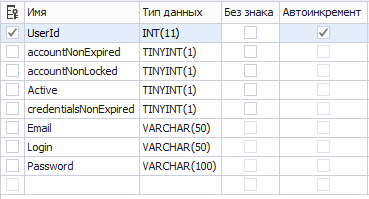 Имя Тип данных Без знака Автоинкремент
UserId INT(11)
accountNonExpired TINYINT(1)
accountNonLocked TINYINT(1)
Active TINYINT(1)
credentialsNonExpired TINYINT(1)
Email VARCHAR(50)
Login VARCHAR(50)
Password VARCHAR(100)